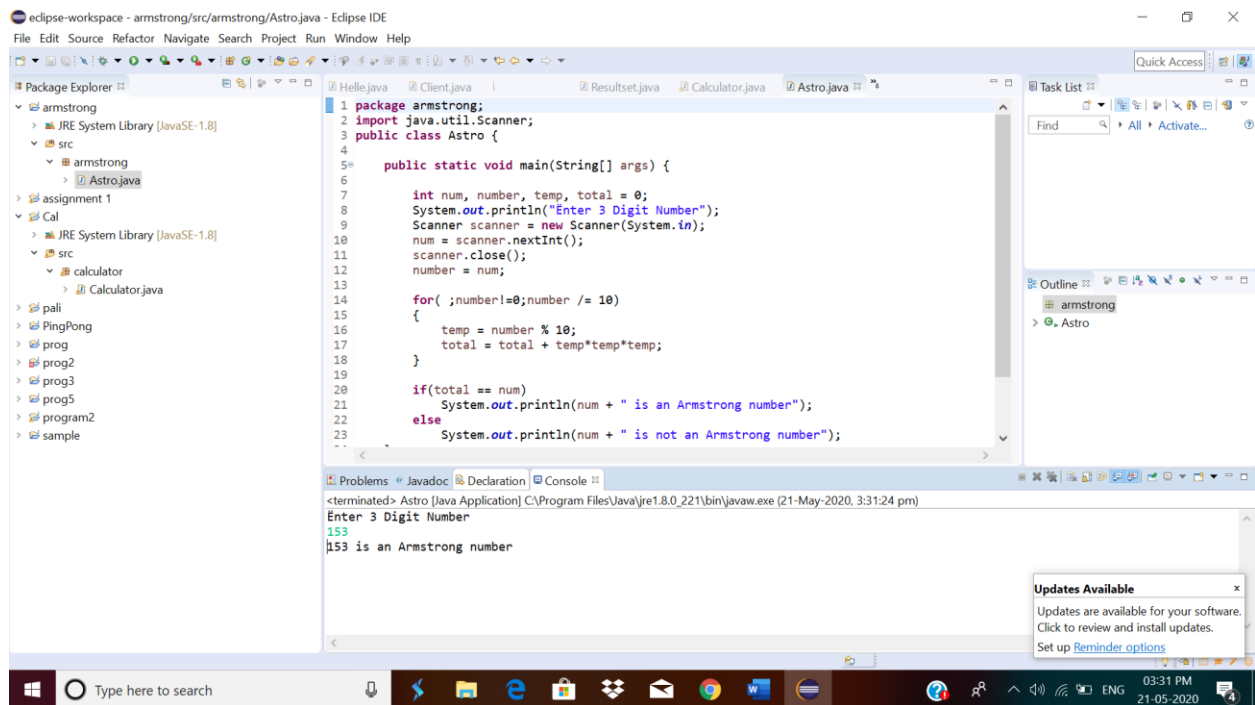 eclipse-workspace - armstrong/src/armstrong/Astro.java - Eclipse IDE
File Edit Source Refactor Navigate Search Project Run Window Help
Quick Access
Package Explorer
armstrong
JRE System Library [JavaSE-1.8]
src
armstrong
Astro.java
assignment 1
Cal
JRE System Library [JavaSE-1.8]
src
calculator
Calculator.java
pali
PingPong
prog
prog2
prog3
prog5
program2
sample
Helle.java Client.java Resultset.java Calculator.java Astro.java
1 package armstrong;
2 import java.util.Scanner;
3 public class Astro {
4
5 public static void main(String[] args) {
6
7 int num, number, temp, total = 0;
8 System.out.println("Ënter 3 Digit Number");
9 Scanner scanner = new Scanner(System.in);
10 num = scanner.nextInt();
11 scanner.close();
12 number = num;
13
14 for( ;number!=0;number /= 10)
15 {
16 temp = number % 10;
17 total = total + temp*temp*temp;
18 }
19
20 if(total == num)
21 System.out.println(num + " is an Armstrong number");
22 else
23 System.out.println(num + " is not an Armstrong number");
Task List
Find All Activate...
Outline
armstrong
Astro
Problems Javadoc Declaration Console
<terminated> Astro [Java Application] C:\Program Files\Java\jre1.8.0_221\bin\javaw.exe (21-May-2020, 3:31:24 pm)
Ënter 3 Digit Number
153
153 is an Armstrong number
Updates Available x
Updates are available for your software.
Click to review and install updates.
Set up Reminder options
Type here to search
ENG
03:31 PM
21-05-2020
4